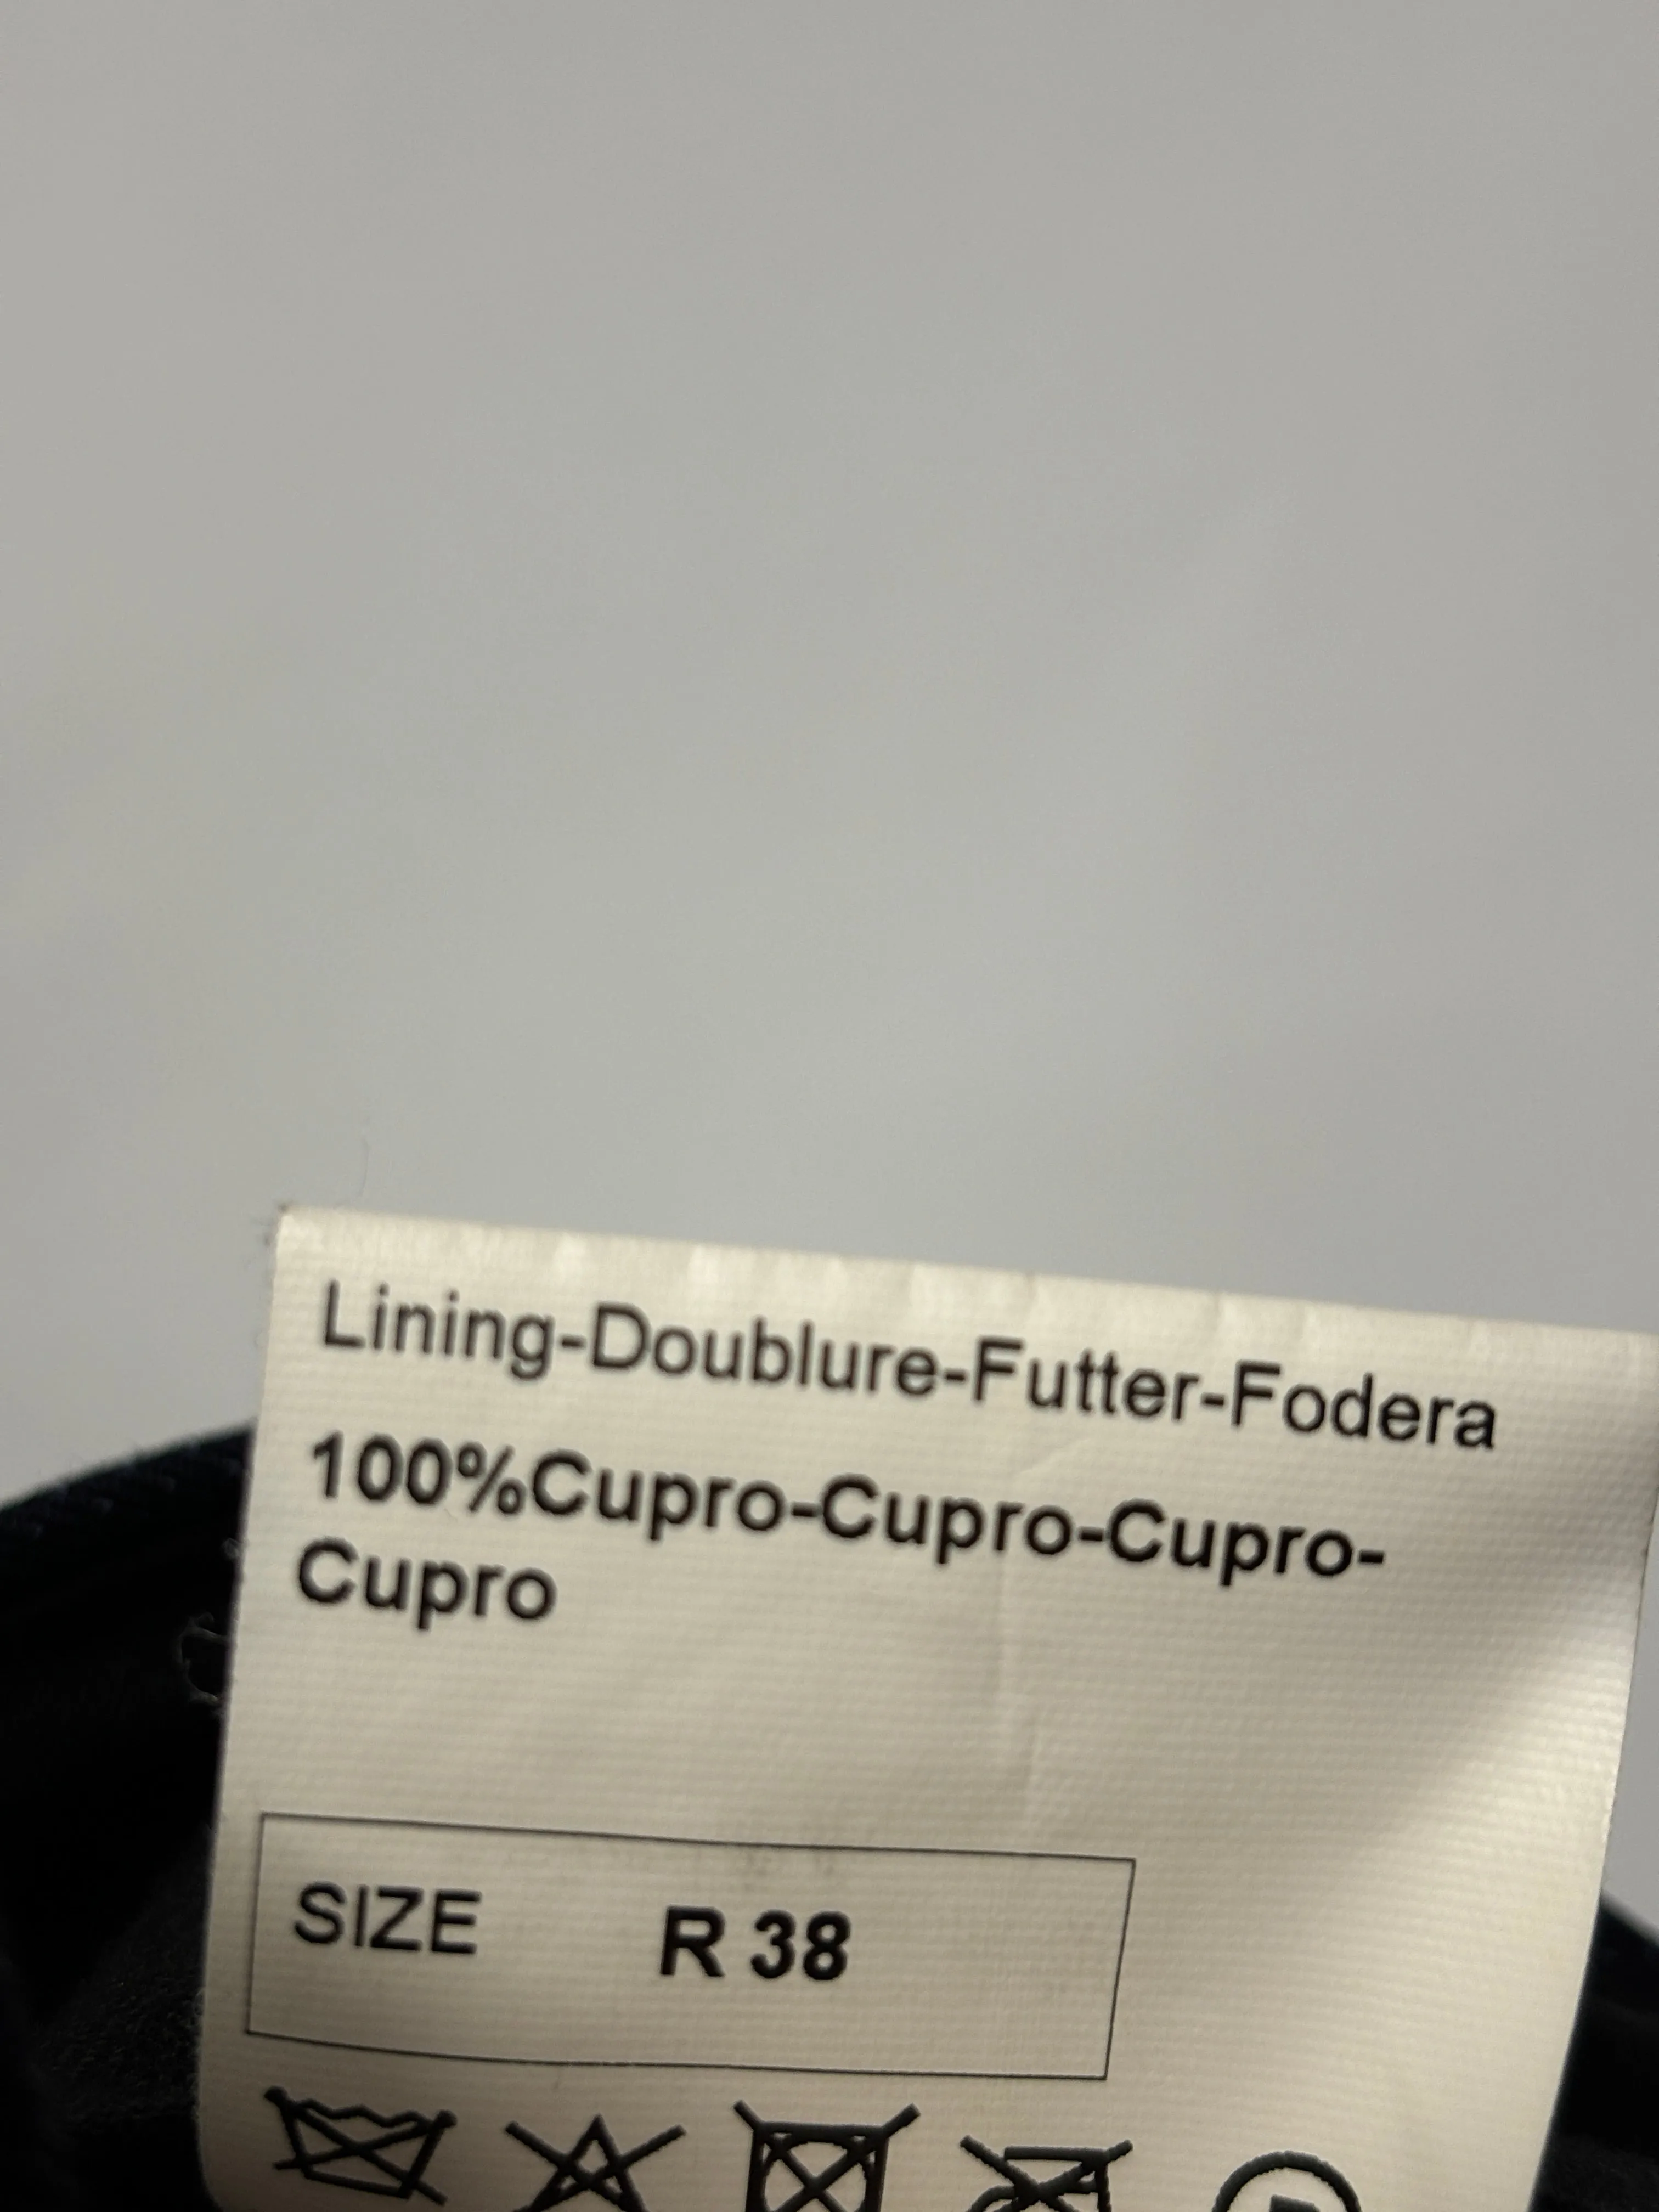 Lining-Doublure-Futter-Fodera
100%Cupro-Cupro-Cupro-
Cupro
SIZE R 38